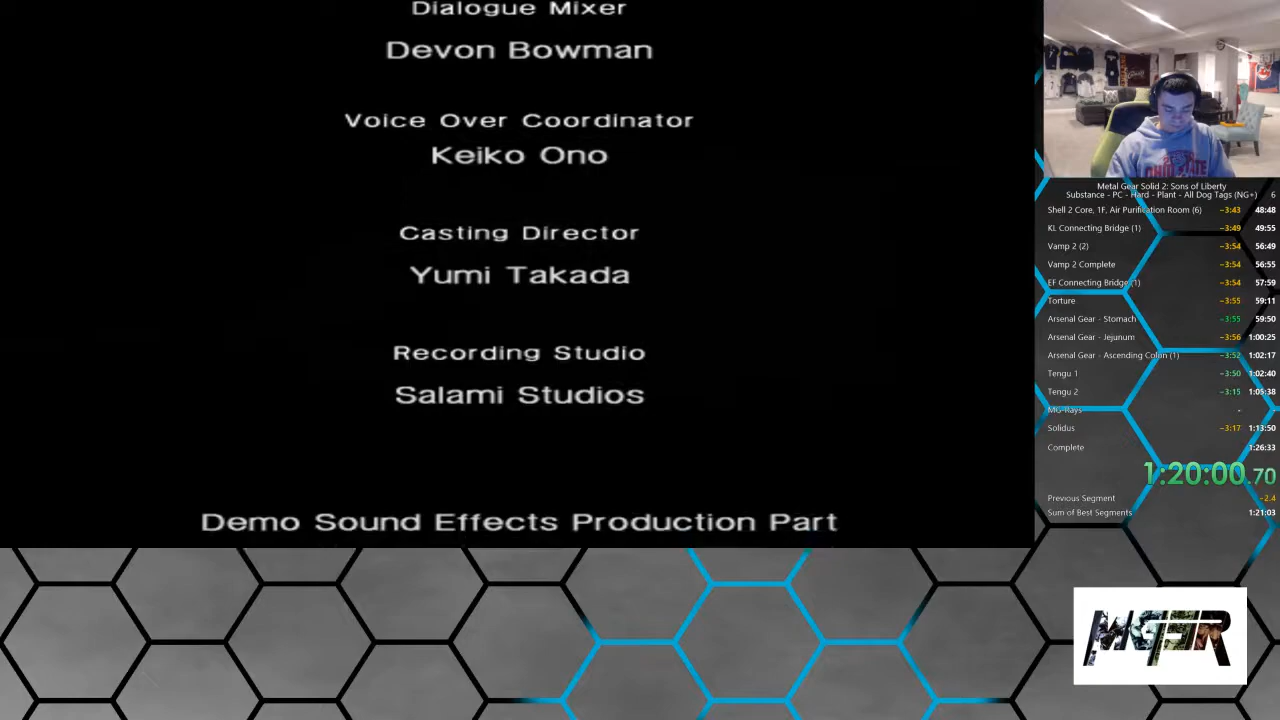 Dialogue Mixer
Devon Bowman
Voice Over Coordinator
Keiko Ono
Casting Director
Yumi Takada
Recording Studio
Salami Studios
Demo Sound Effects Production Part
Metal Gear Solid 2: Sons of Liberty
Substance - PC - Hard - Plant - All Dog Tags (NG+) 6
Shell 2 Core, 1F, Air Purification Room (6) −3:43 48:48
KL Connecting Bridge (1) −3:49 49:55
Vamp 2 (2) −3:54 56:49
Vamp 2 Complete −3:54 56:55
EF Connecting Bridge (1) −3:54 57:59
Torture −3:55 59:11
Arsenal Gear - Stomach −3:55 59:50
Arsenal Gear - Jejunum −3:56 1:00:25
Arsenal Gear - Ascending Colon (1) −3:52 1:02:17
Tengu 1 −3:50 1:02:40
Tengu 2 −3:15 1:05:38
MG Rays - -
Solidus −3:17 1:13:50
Complete 1:26:33
1:20:00.70
Previous Segment −2.4
Sum of Best Segments 1:21:03
MGSR